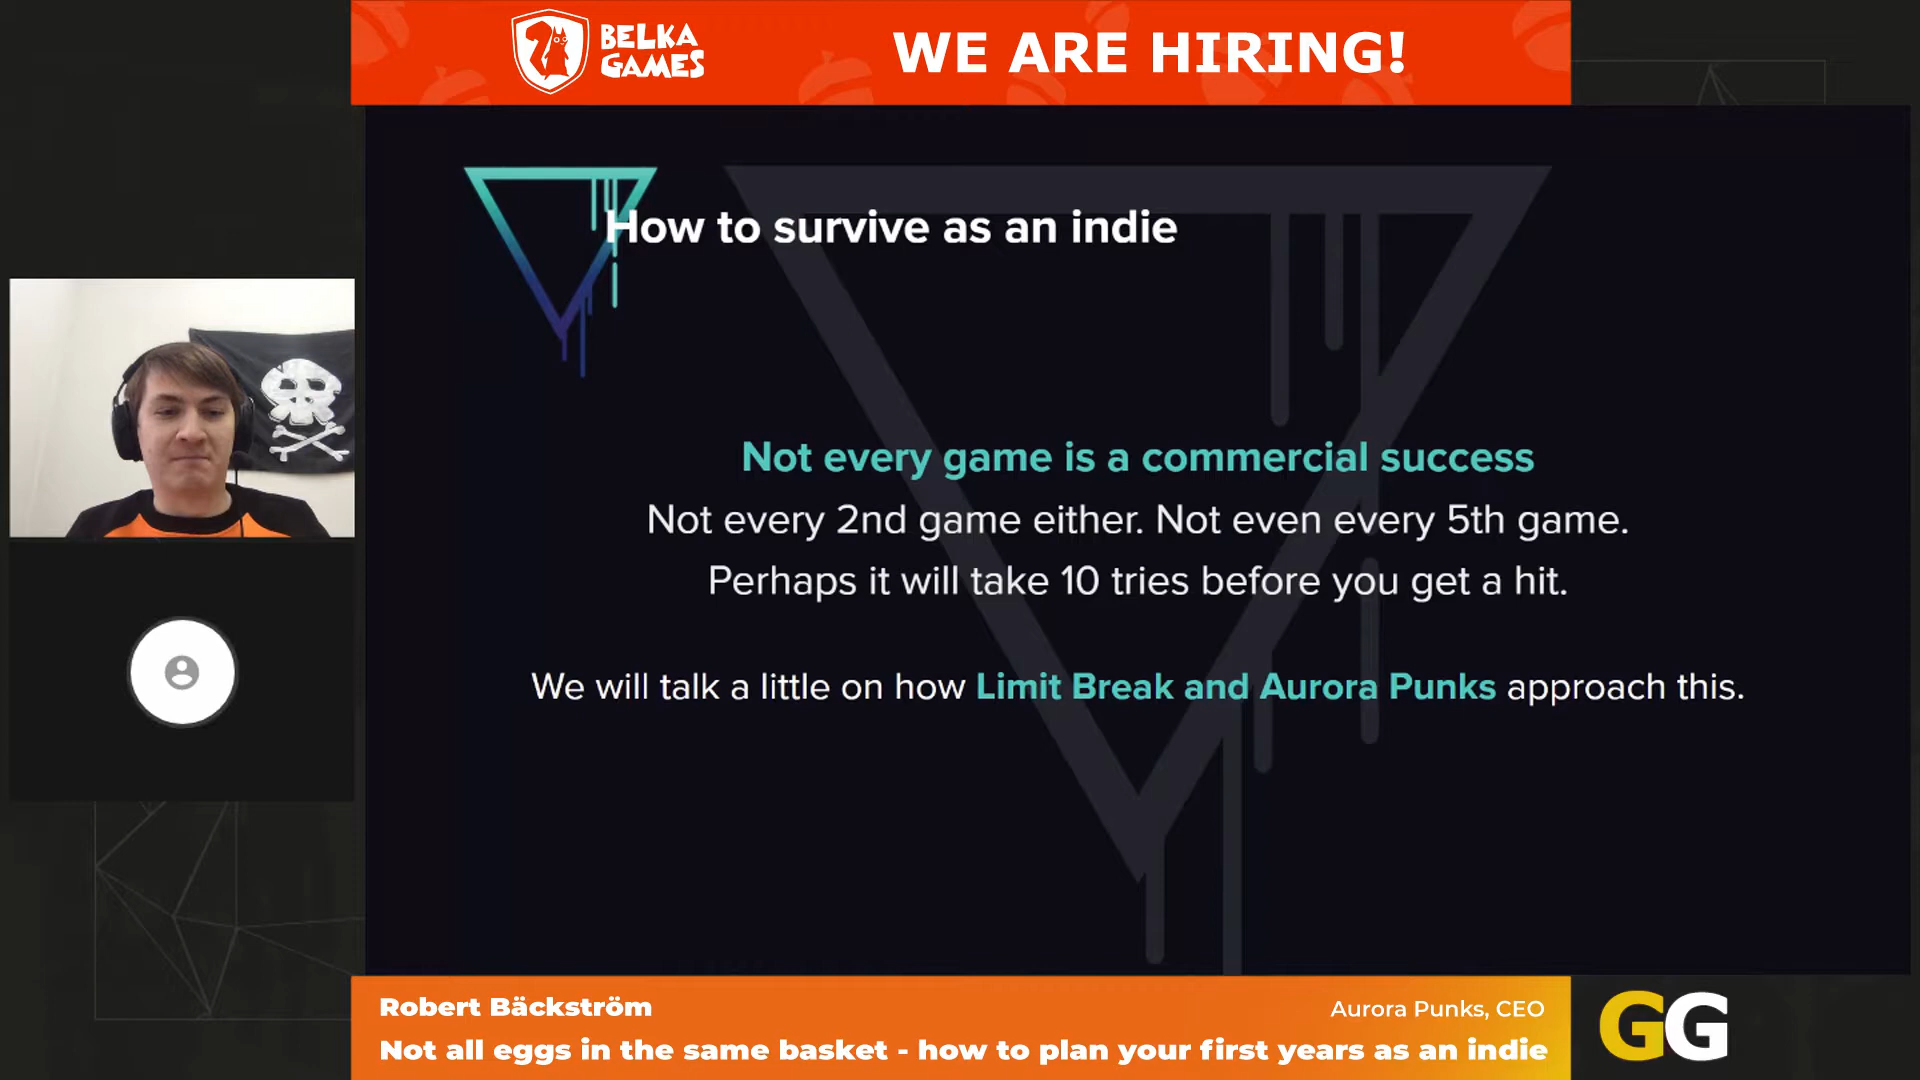 BELKA
GAMES
WE ARE HIRING!
How to survive as an indie
Not every game is a commercial success
Not every 2nd game either. Not even every 5th game.
Perhaps it will take 10 tries before you get a hit.
We will talk a little on how Limit Break and Aurora Punks approach this.
Robert Bäckström
Aurora Punks, CEO
Not all eggs in the same basket - how to plan your first years as an indie
GG